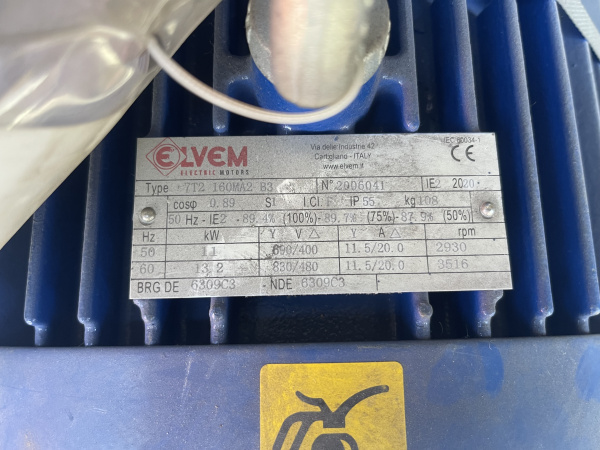 ELVEM
ELECTRIC MOTORS
Via delle Industrie 42
Cartigliano - ITALY
www.elvem.it
IEC 60034-1
CE
Type 7T2 160MA2 B3 N° 2006041 IE2 2020
cosφ 0.89 S1 I.Cl. F IP 55 kg 108
50 Hz - IE2 - 89.4% (100%)- 89.7% (75%)- 87.9% (50%)
Hz kW Y V △ Y A △
50 11 690/400 11.5/20.0 2930
60 13.2 830/480 11.5/20.0 3516
BRG DE 6309C3 NDE 6309C3